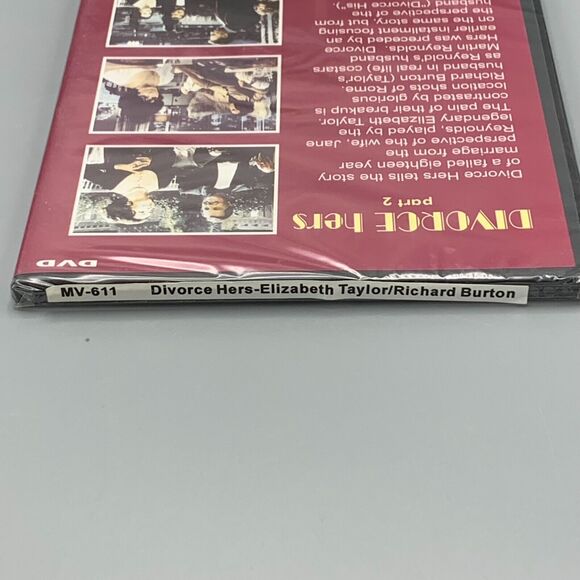 DVD
DIVORCE hers
part 2
Divorce Hers tells the story
of a failed eighteen year
marriage from the
perspective of the wife, Jane
Reynolds, played by the
legendary Elizabeth Taylor.
The pain of their breakup is
contrasted by glorious
location shots of Rome.
Richard Burton (Taylor's
husband (in real life) costars
as Reynold's husband
Martin Reynolds. Divorce
Hers was preceded by an
earlier installment focusing
on the same story, but from
the perspective of the
husband ("Divorce His").
MV-611 Divorce Hers-Elizabeth Taylor/Richard Burton